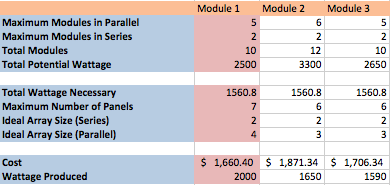 Module 1 Module 2 Module 3
Maximum Modules in Parallel 5 6 5
Maximum Modules in Series 2 2 2
Total Modules 10 12 10
Total Potential Wattage 2500 3300 2650
Total Wattage Necessary 1560.8 1560.8 1560.8
Maximum Number of Panels 7 6 6
Ideal Array Size (Series) 2 2 2
Ideal Array Size (Parallel) 4 3 3
Cost $ 1,660.40 $ 1,871.34 $ 1,706.34
Wattage Produced 2000 1650 1590